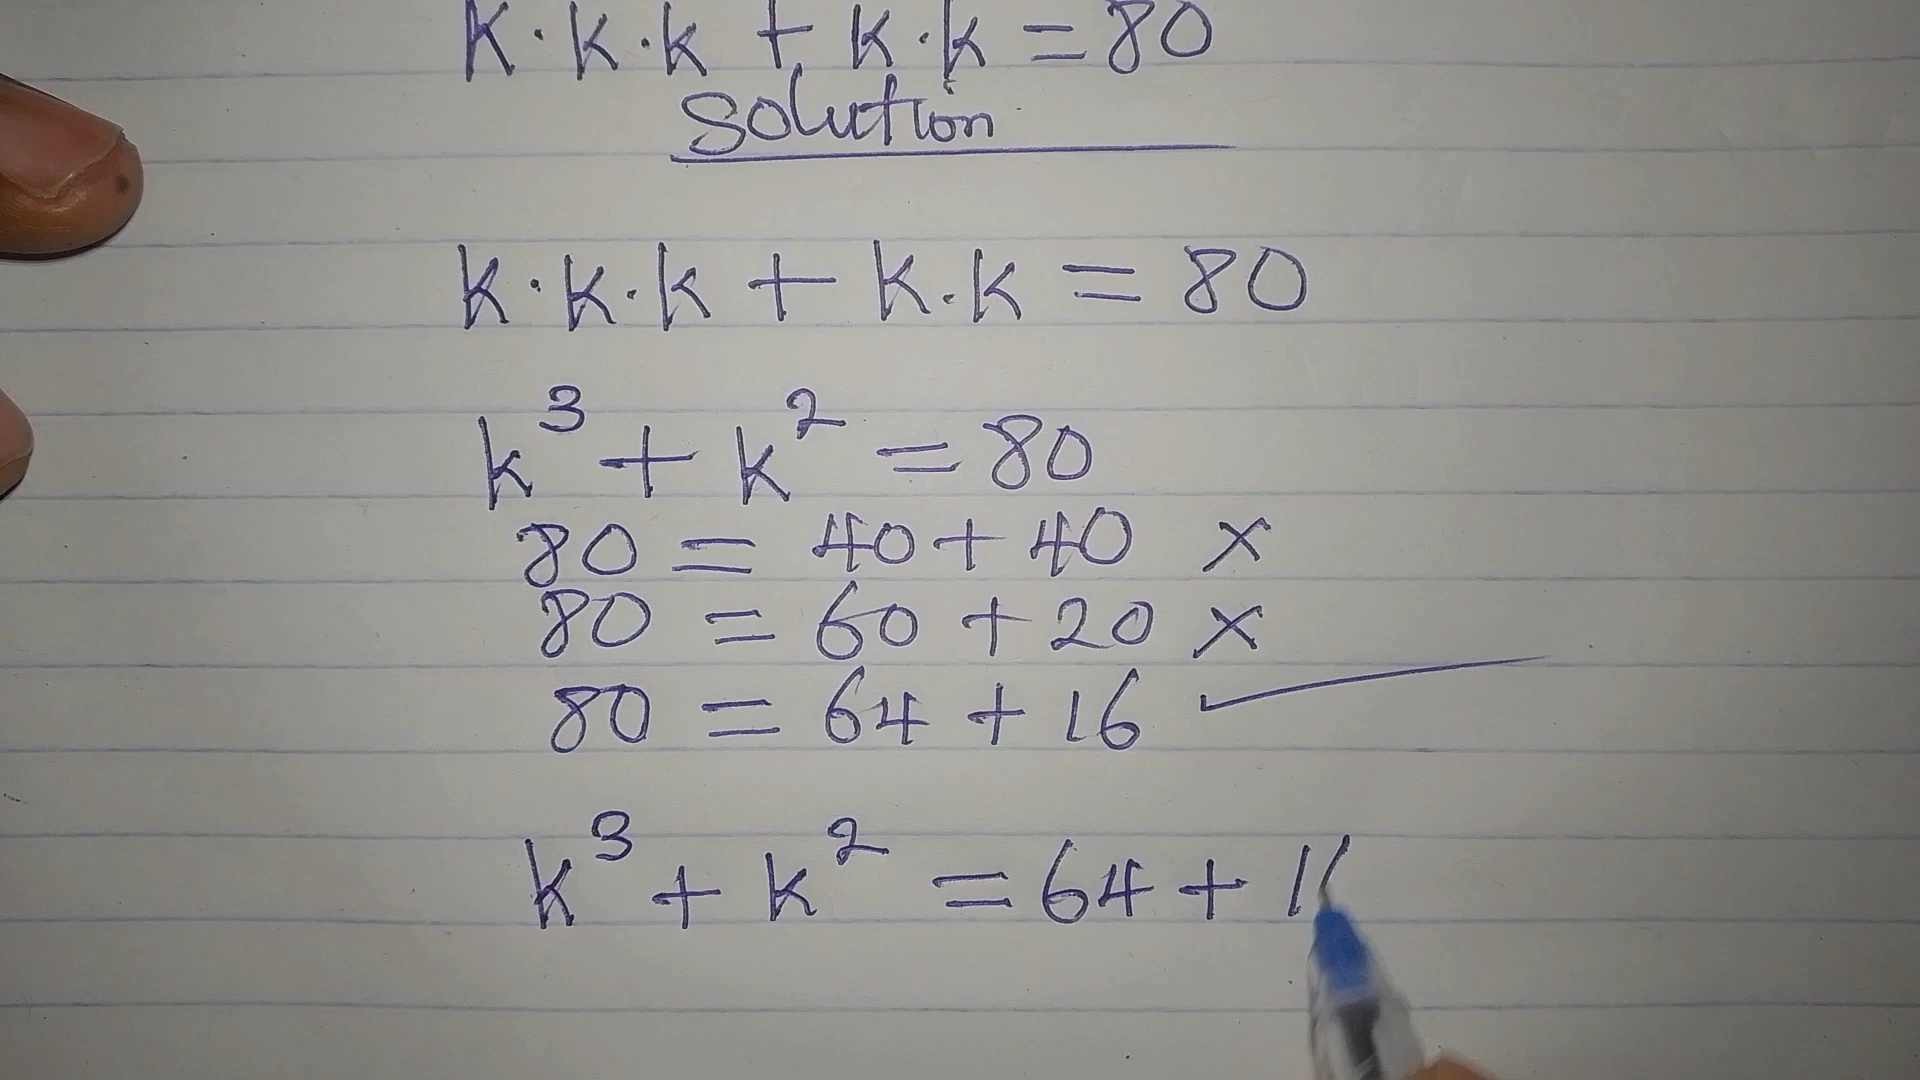 K·K·K + K·K = 80
Solution
K·K·K + K·K = 80
k³ + k² = 80
80 = 40 + 40 ×
80 = 60 + 20 ×
80 = 64 + 16 ✓
k³ + k² = 64 + 1